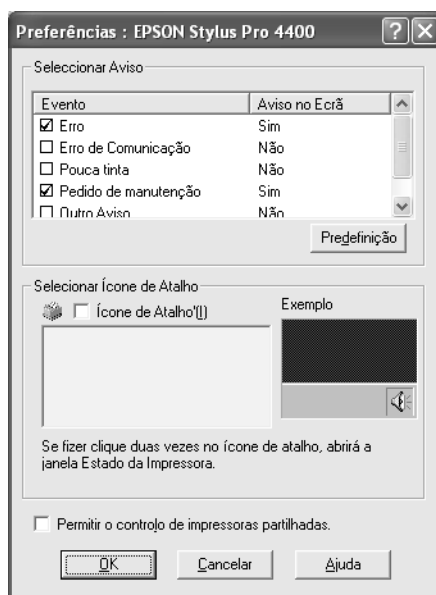 Preferências : EPSON Stylus Pro 4400
Seleccionar Aviso
Evento Aviso no Ecrã
Erro Sim
Erro de Comunicação Não
Pouca tinta Não
Pedido de manutenção Sim
Outro Aviso Não
Predefinição
Selecionar Ícone de Atalho
Ícone de Atalho'(I)
Exemplo
Se fizer clique duas vezes no ícone de atalho, abrirá a
janela Estado da Impressora.
Permitir o controlo de impressoras partilhadas.
OK Cancelar Ajuda